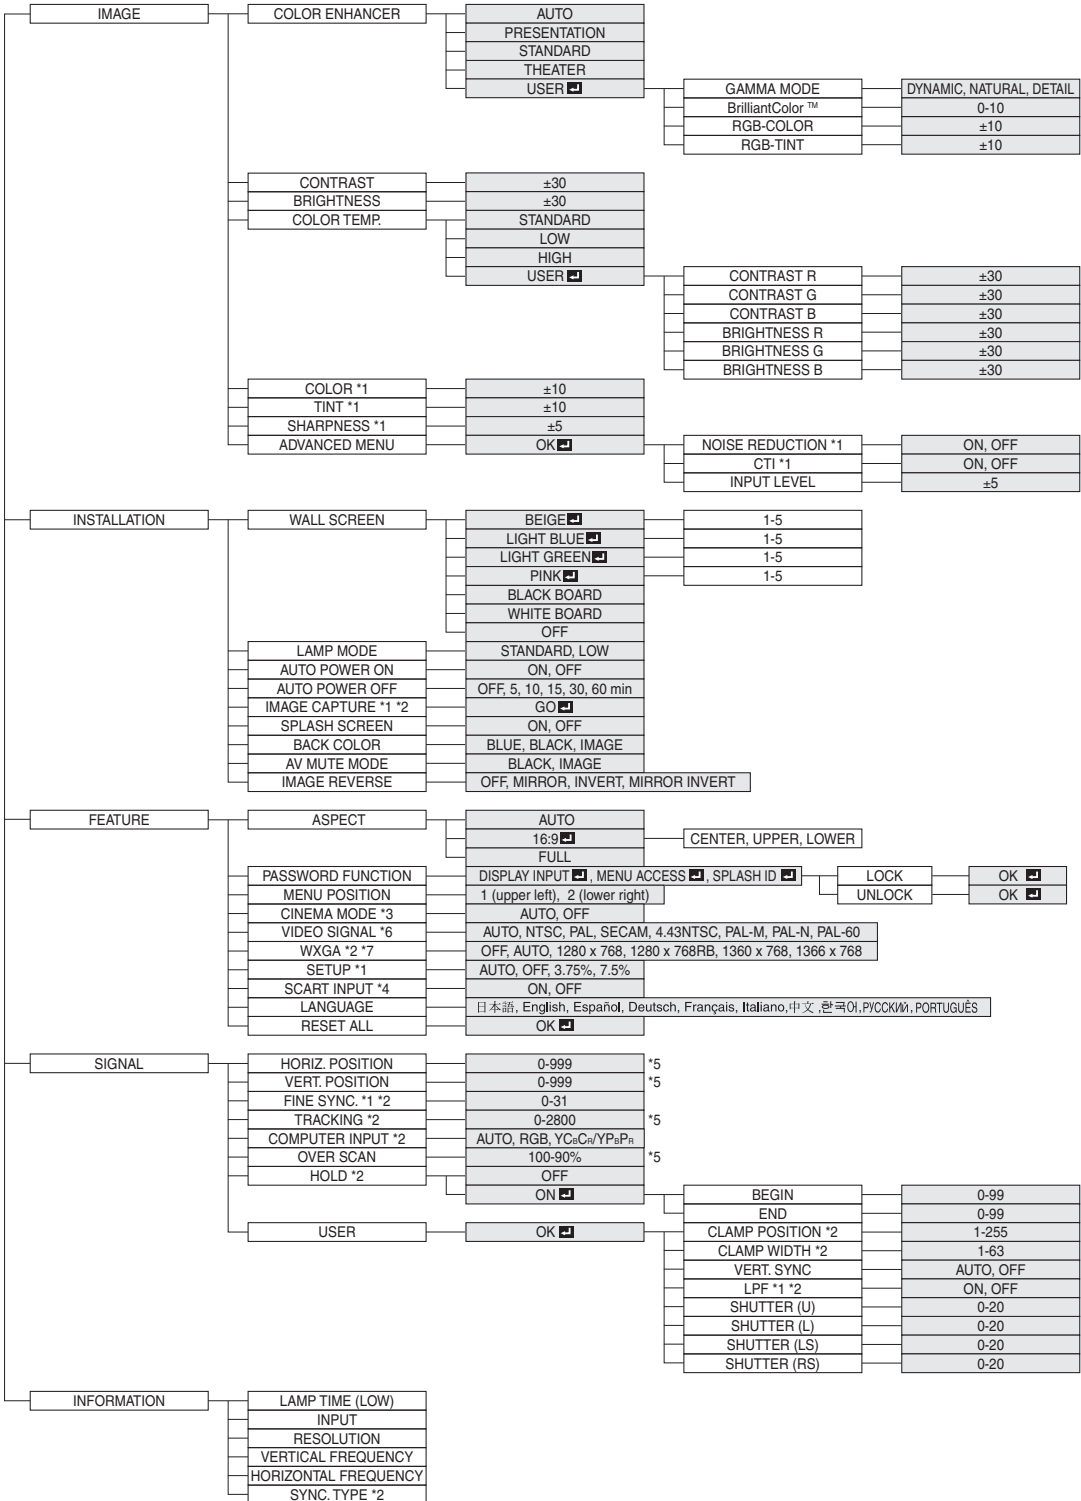 IMAGE COLOR ENHANCER AUTO
PRESENTATION
STANDARD
THEATER
USER GAMMA MODE DYNAMIC, NATURAL, DETAIL
BrilliantColor ™ 0-10
RGB-COLOR ±10
RGB-TINT ±10
CONTRAST ±30
BRIGHTNESS ±30
COLOR TEMP. STANDARD
LOW
HIGH
USER CONTRAST R ±30
CONTRAST G ±30
CONTRAST B ±30
BRIGHTNESS R ±30
BRIGHTNESS G ±30
BRIGHTNESS B ±30
COLOR *1 ±10
TINT *1 ±10
SHARPNESS *1 ±5
ADVANCED MENU OK NOISE REDUCTION *1 ON, OFF
CTI *1 ON, OFF
INPUT LEVEL ±5
INSTALLATION WALL SCREEN BEIGE 1-5
LIGHT BLUE 1-5
LIGHT GREEN 1-5
PINK 1-5
BLACK BOARD
WHITE BOARD
OFF
LAMP MODE STANDARD, LOW
AUTO POWER ON ON, OFF
AUTO POWER OFF OFF, 5, 10, 15, 30, 60 min
IMAGE CAPTURE *1 *2 GO
SPLASH SCREEN ON, OFF
BACK COLOR BLUE, BLACK, IMAGE
AV MUTE MODE BLACK, IMAGE
IMAGE REVERSE OFF, MIRROR, INVERT, MIRROR INVERT
FEATURE ASPECT AUTO
16:9 CENTER, UPPER, LOWER
FULL
PASSWORD FUNCTION DISPLAY INPUT , MENU ACCESS , SPLASH ID LOCK OK
UNLOCK OK
MENU POSITION 1 (upper left), 2 (lower right)
CINEMA MODE *3 AUTO, OFF
VIDEO SIGNAL *6 AUTO, NTSC, PAL, SECAM, 4.43NTSC, PAL-M, PAL-N, PAL-60
WXGA *2 *7 OFF, AUTO, 1280 x 768, 1280 x 768RB, 1360 x 768, 1366 x 768
SETUP *1 AUTO, OFF, 3.75%, 7.5%
SCART INPUT *4 ON, OFF
LANGUAGE 日本語, English, Español, Deutsch, Français, Italiano,中文 ,한국어,РУССКИЙ, PORTUGUÊS
RESET ALL OK
SIGNAL HORIZ. POSITION 0-999 *5
VERT. POSITION 0-999 *5
FINE SYNC. *1 *2 0-31
TRACKING *2 0-2800 *5
COMPUTER INPUT *2 AUTO, RGB, YCBCR/YPBPR
OVER SCAN 100-90% *5
HOLD *2 OFF
ON BEGIN 0-99
END 0-99
USER OK CLAMP POSITION *2 1-255
CLAMP WIDTH *2 1-63
VERT. SYNC AUTO, OFF
LPF *1 *2 ON, OFF
SHUTTER (U) 0-20
SHUTTER (L) 0-20
SHUTTER (LS) 0-20
SHUTTER (RS) 0-20
INFORMATION LAMP TIME (LOW)
INPUT
RESOLUTION
VERTICAL FREQUENCY
HORIZONTAL FREQUENCY
SYNC. TYPE *2